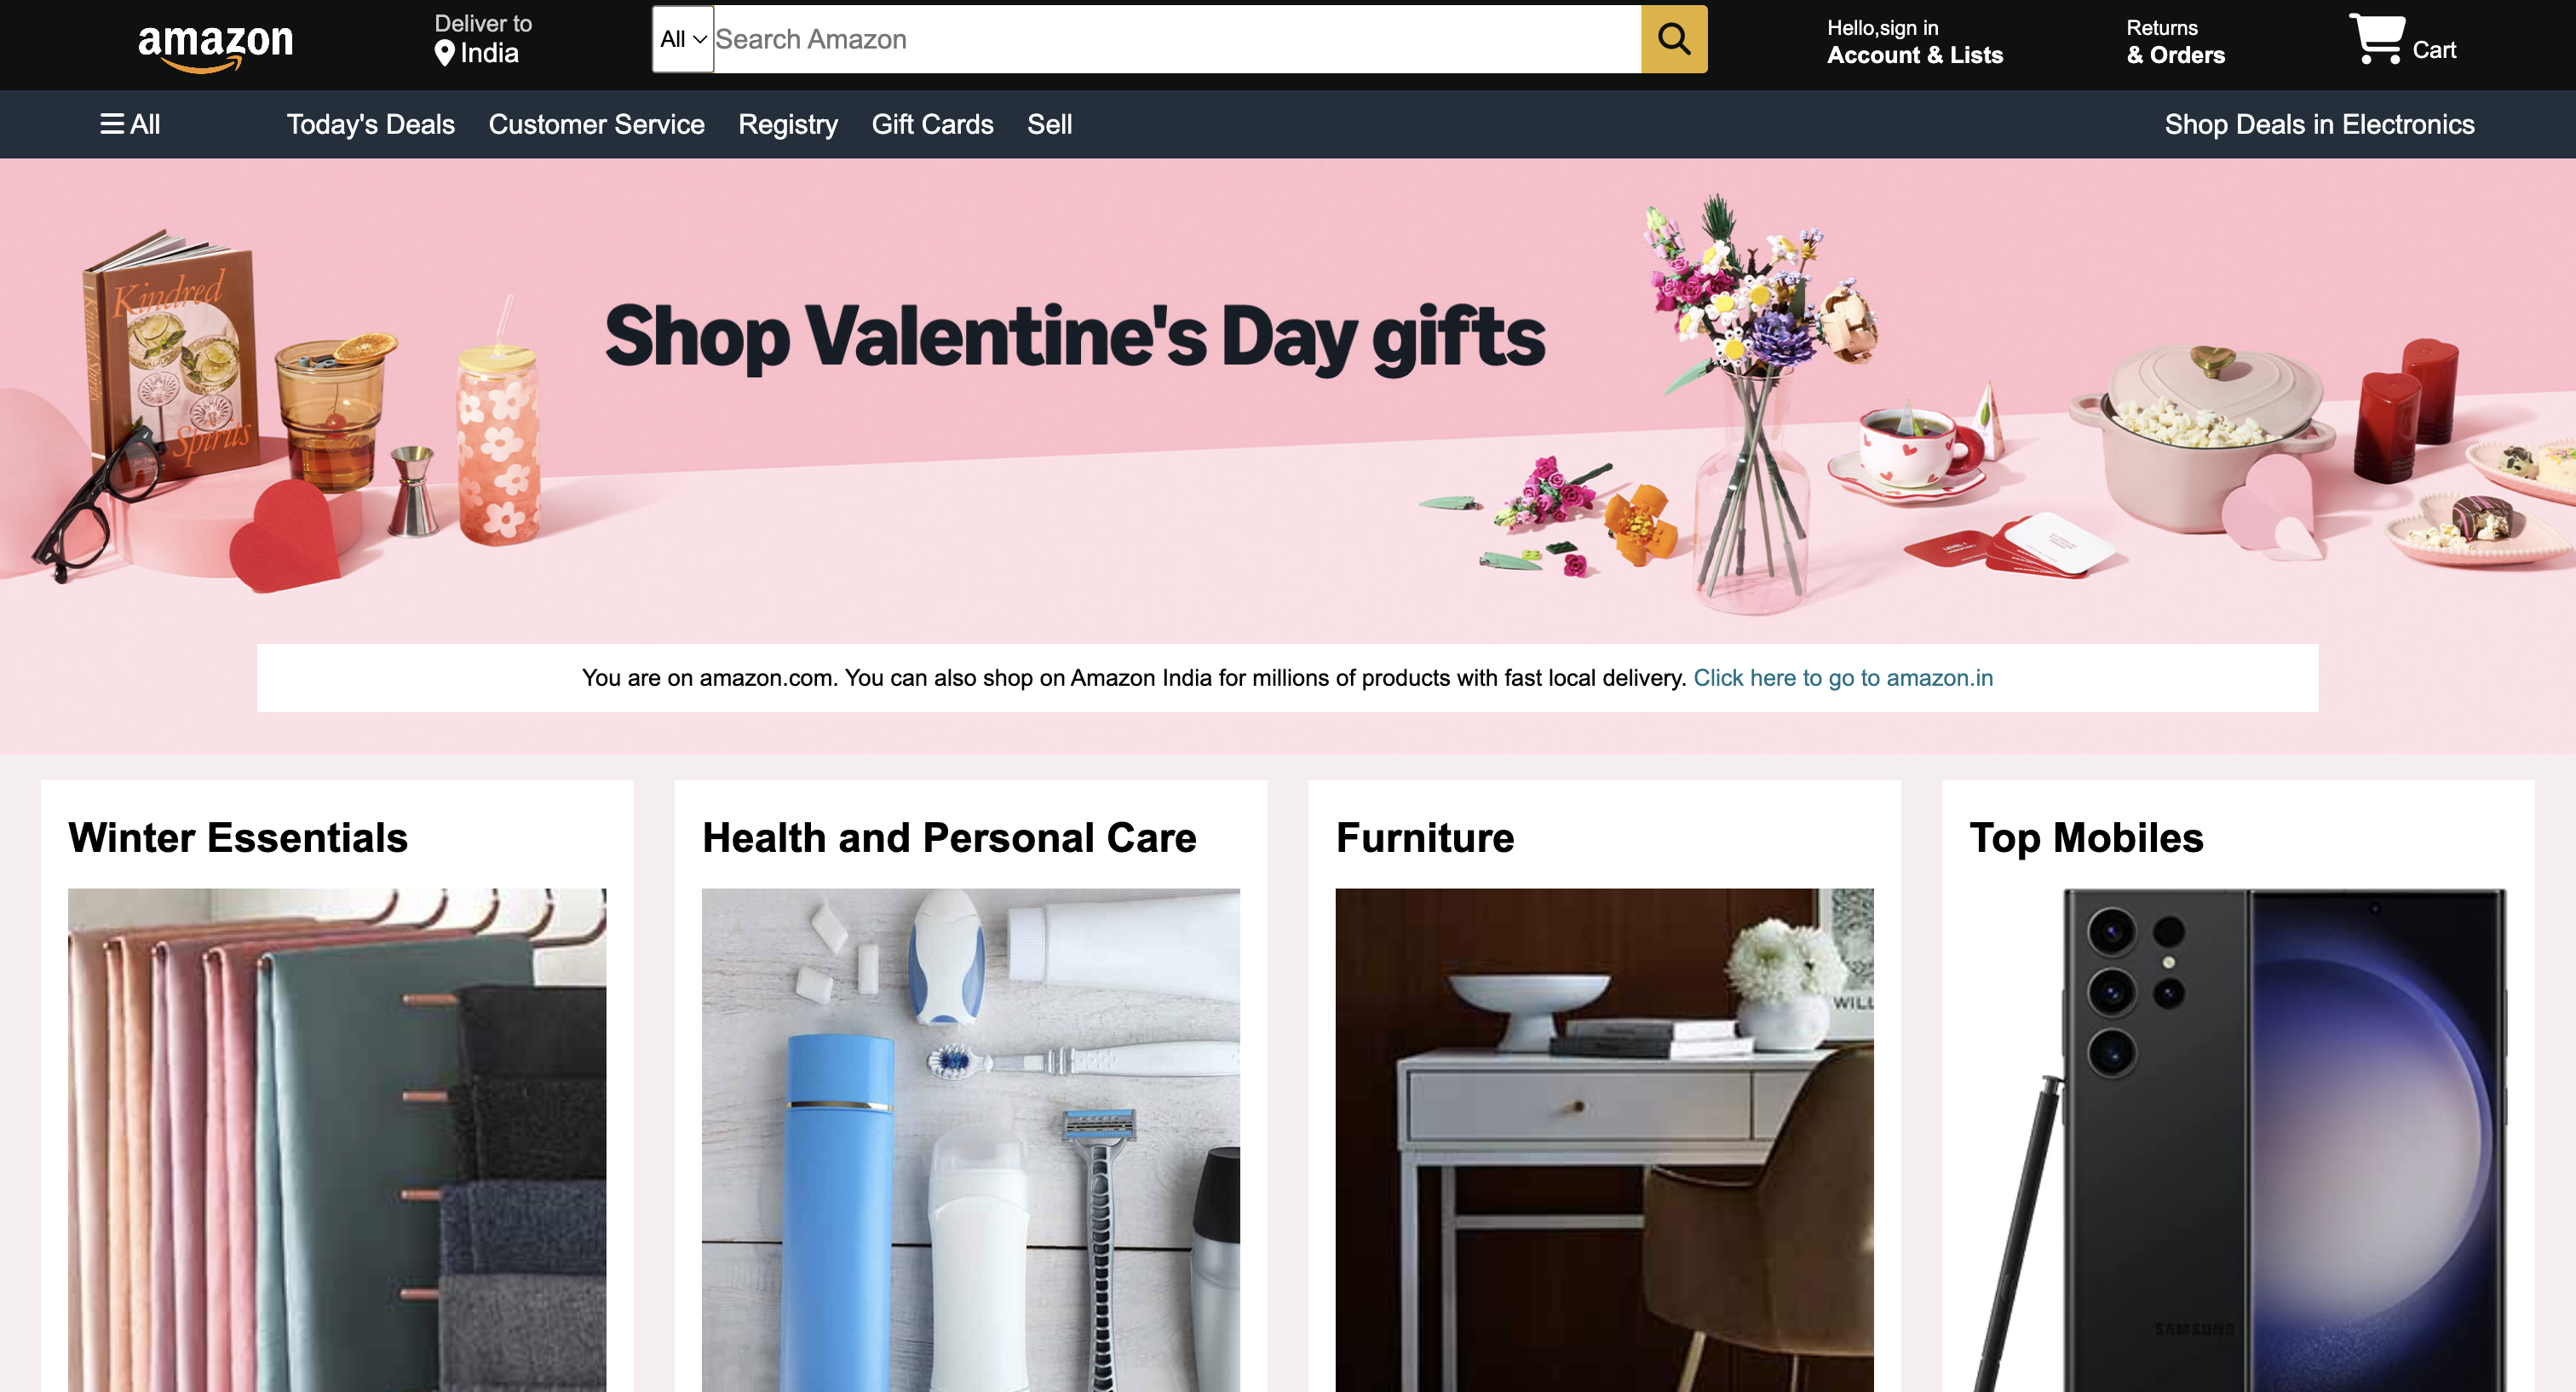 amazon
Deliver to
India
All
Search Amazon
Hello,sign in
Account & Lists
Returns
& Orders
Cart
All
Today's Deals
Customer Service
Registry
Gift Cards
Sell
Shop Deals in Electronics
Kindred
Spirits
Kindred Spirits
Shop Valentine's Day gifts
You are on amazon.com. You can also shop on Amazon India for millions of products with fast local delivery. Click here to go to amazon.in
Winter Essentials
Health and Personal Care
Furniture
Top Mobiles
WILL
SAMSUNG